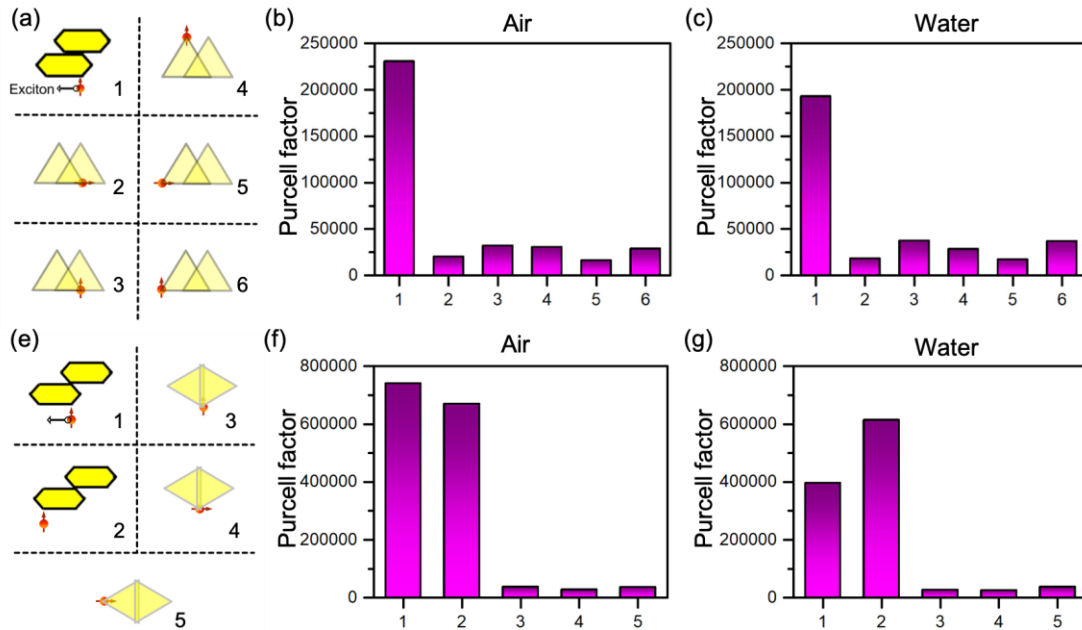 (a)
Exciton
1
4
2
5
3
6
(b)
Air
Purcell factor
250000
200000
150000
100000
50000
0
1 2 3 4 5 6
(c)
Water
Purcell factor
250000
200000
150000
100000
50000
0
1 2 3 4 5 6
(e)
1
3
2
4
5
(f)
Air
Purcell factor
800000
600000
400000
200000
0
1 2 3 4 5
(g)
Water
Purcell factor
800000
600000
400000
200000
0
1 2 3 4 5